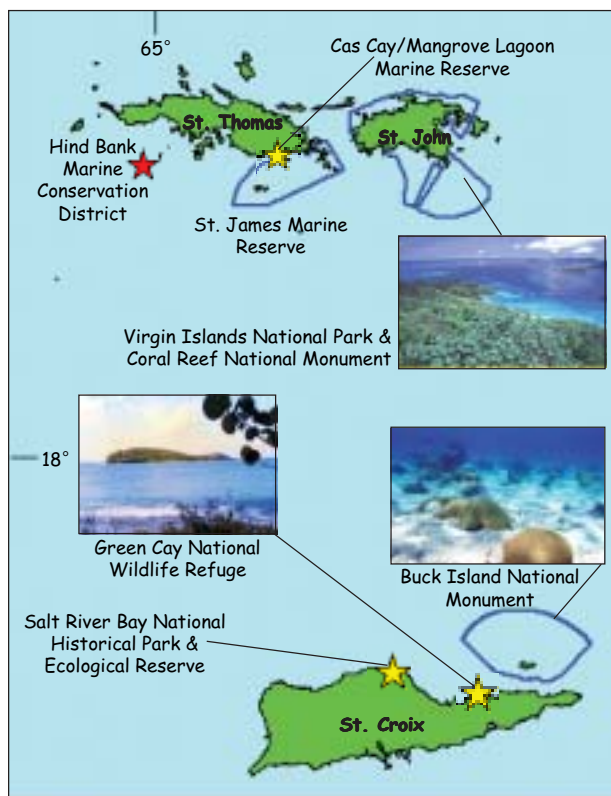 65°
Cas Cay/Mangrove Lagoon
Marine Reserve
St. Thomas
St. John
Hind Bank
Marine
Conservation
District
St. James Marine
Reserve
Virgin Islands National Park &
Coral Reef National Monument
18°
Green Cay National
Wildlife Refuge
Buck Island National
Monument
Salt River Bay National
Historical Park &
Ecological Reserve
St. Croix